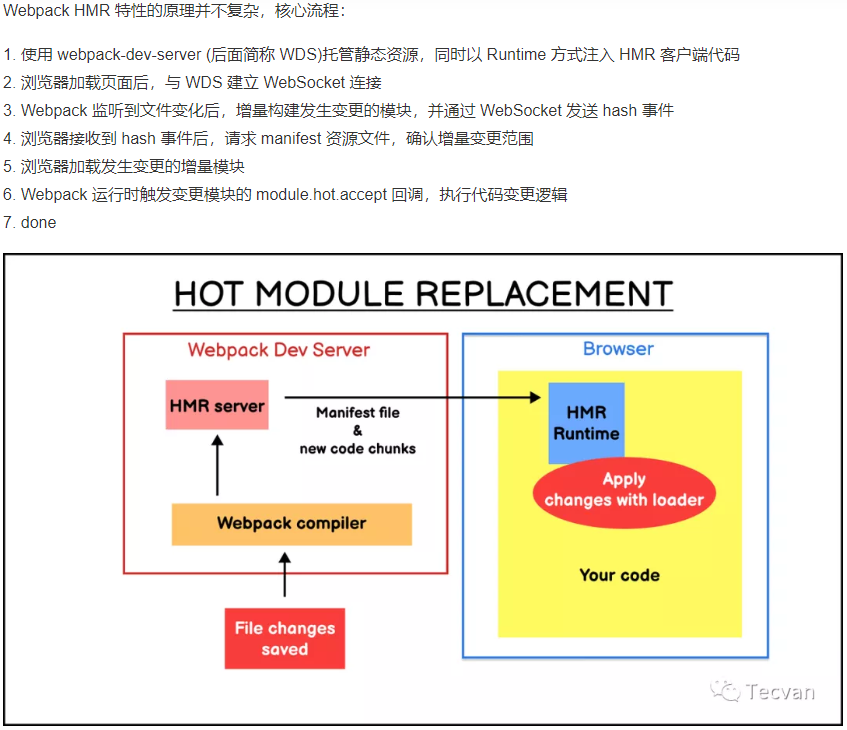 Webpack HMR 特性的原理并不复杂，核心流程：
1. 使用 webpack-dev-server (后面简称 WDS)托管静态资源，同时以 Runtime 方式注入 HMR 客户端代码
2. 浏览器加载页面后，与 WDS 建立 WebSocket 连接
3. Webpack 监听到文件变化后，增量构建发生变更的模块，并通过 WebSocket 发送 hash 事件
4. 浏览器接收到 hash 事件后，请求 manifest 资源文件，确认增量变更范围
5. 浏览器加载发生变更的增量模块
6. Webpack 运行时触发变更模块的 module.hot.accept 回调，执行代码变更逻辑
7. done
HOT MODULE REPLACEMENT
Webpack Dev Server
HMR server
Manifest file
&
new code chunks
Webpack compiler
File changes
saved
Browser
HMR
Runtime
Apply
changes with loader
Your code
Tecvan